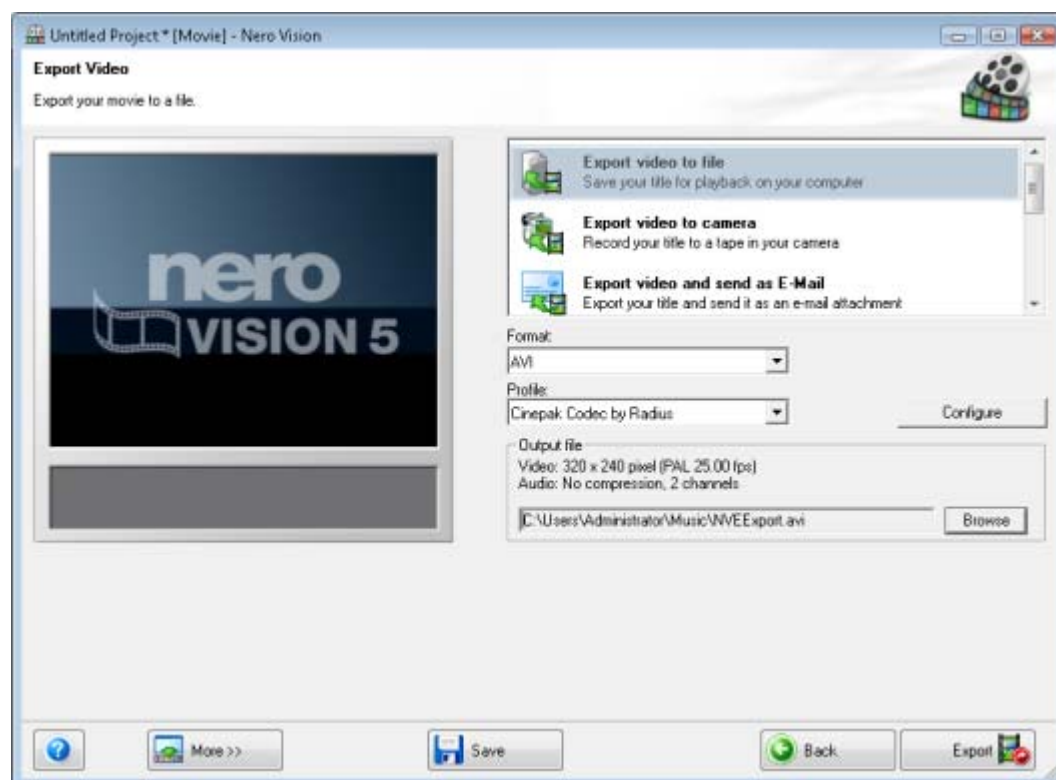 Untitled Project * [Movie] - Nero Vision
Export Video
Export your movie to a file.
nero
VISION 5
Export video to file
Save your title for playback on your computer
Export video to camera
Record your title to a tape in your camera
Export video and send as E-Mail
Export your title and send it as an e-mail attachment
Format:
AVI
Profile:
Cinepak Codec by Radius
Configure
Output file
Video: 320 x 240 pixel (PAL 25.00 fps)
Audio: No compression, 2 channels
C:\Users\Administrator\Music\NVEExport.avi
Browse
?
More >>
Save
Back
Export